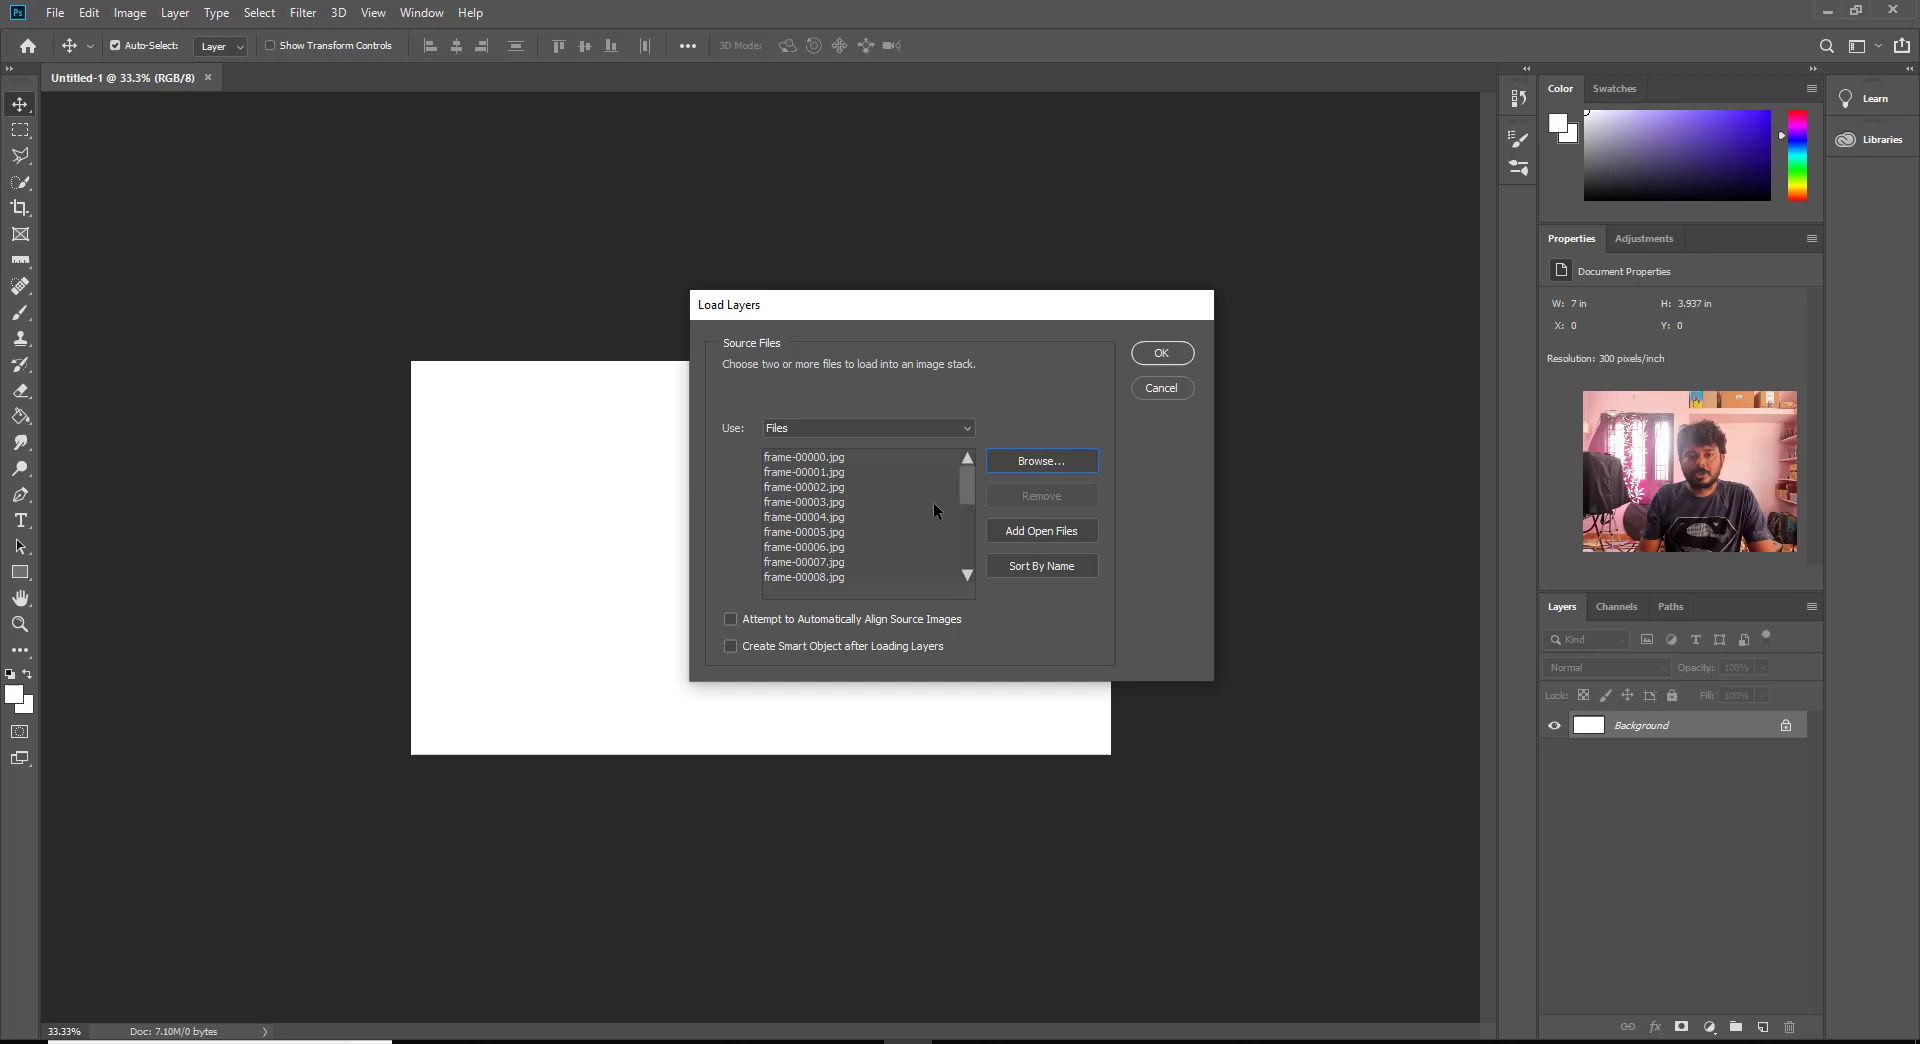 Ps File Edit Image Layer Type Select Filter 3D View Window Help
Auto-Select: Layer Show Transform Controls 3D Mode:
Untitled-1 @ 33.3% (RGB/8)
Color Swatches
Learn
Libraries
Properties Adjustments
Document Properties
W: 7 in H: 3.937 in
X: 0 Y: 0
Resolution: 300 pixels/inch
Load Layers
Source Files
Choose two or more files to load into an image stack.
OK
Cancel
Use: Files
frame-00000.jpg
frame-00001.jpg
frame-00002.jpg
frame-00003.jpg
frame-00004.jpg
frame-00005.jpg
frame-00006.jpg
frame-00007.jpg
frame-00008.jpg
Browse...
Remove
Add Open Files
Sort By Name
Attempt to Automatically Align Source Images
Create Smart Object after Loading Layers
Layers Channels Paths
Kind
Normal Opacity: 100%
Lock: Fill: 100%
Background
fx
33.33% Doc: 7.10M/0 bytes